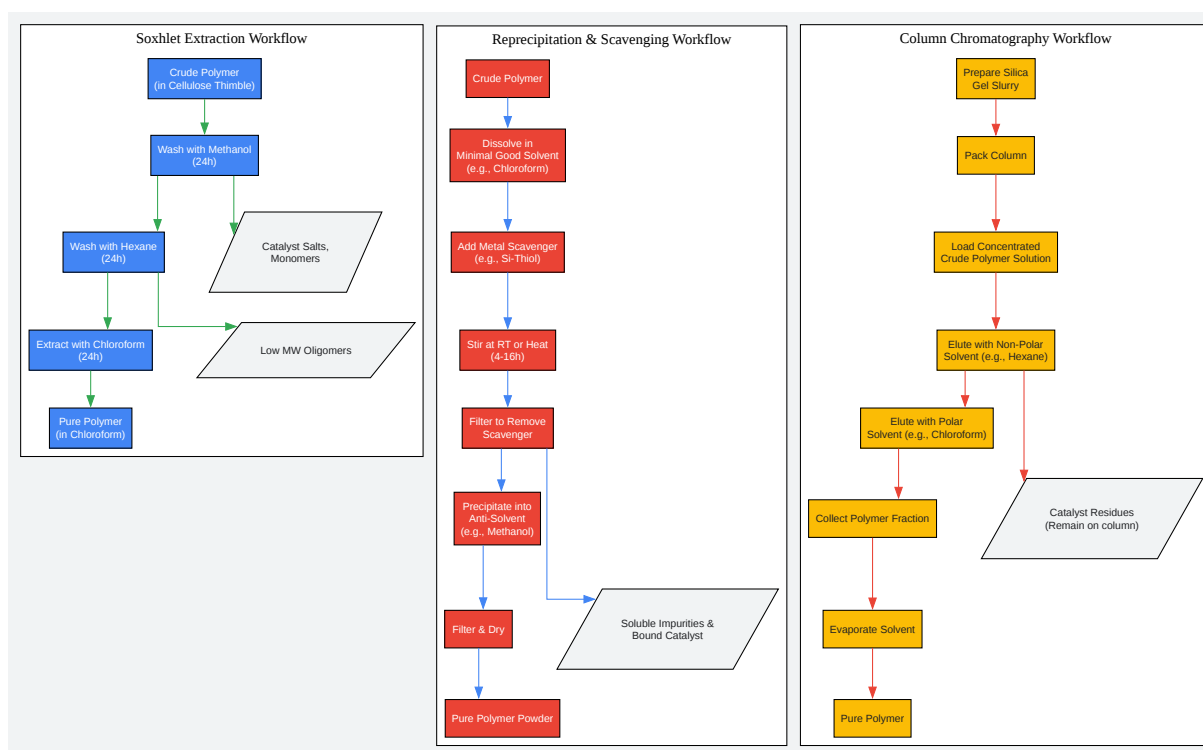 Soxhlet Extraction Workflow
Crude Polymer
(in Cellulose Thimble)
Wash with Methanol
(24h)
Wash with Hexane
(24h)
Catalyst Salts,
Monomers
Extract with Chloroform
(24h)
Low MW Oligomers
Pure Polymer
(in Chloroform)
Reprecipitation & Scavenging Workflow
Crude Polymer
Dissolve in
Minimal Good Solvent
(e.g., Chloroform)
Add Metal Scavenger
(e.g., Si-Thiol)
Stir at RT or Heat
(4-16h)
Filter to Remove
Scavenger
Precipitate into
Anti-Solvent
(e.g., Methanol)
Filter & Dry
Soluble Impurities &
Bound Catalyst
Pure Polymer Powder
Column Chromatography Workflow
Prepare Silica
Gel Slurry
Pack Column
Load Concentrated
Crude Polymer Solution
Elute with Non-Polar
Solvent (e.g., Hexane)
Elute with Polar
Solvent (e.g., Chloroform)
Collect Polymer Fraction
Catalyst Residues
(Remain on column)
Evaporate Solvent
Pure Polymer